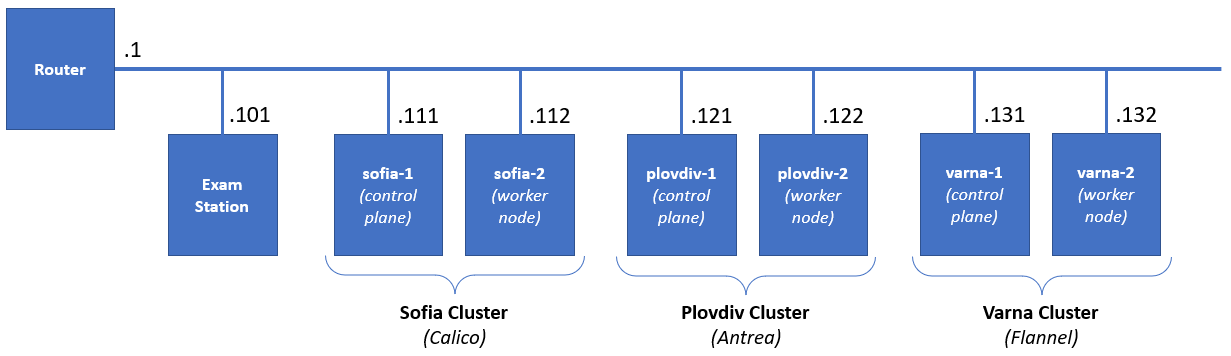 Router
.1
.101
.111
.112
.121
.122
.131
.132
Exam
Station
sofia-1
(control
plane)
sofia-2
(worker
node)
plovdiv-1
(control
plane)
plovdiv-2
(worker
node)
varna-1
(control
plane)
varna-2
(worker
node)
Sofia Cluster
(Calico)
Plovdiv Cluster
(Antrea)
Varna Cluster
(Flannel)